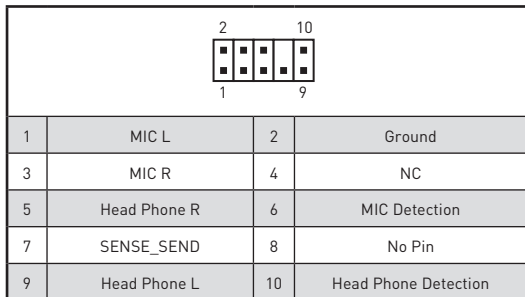 2 10
1 9
1 MIC L 2 Ground
3 MIC R 4 NC
5 Head Phone R 6 MIC Detection
7 SENSE_SEND 8 No Pin
9 Head Phone L 10 Head Phone Detection